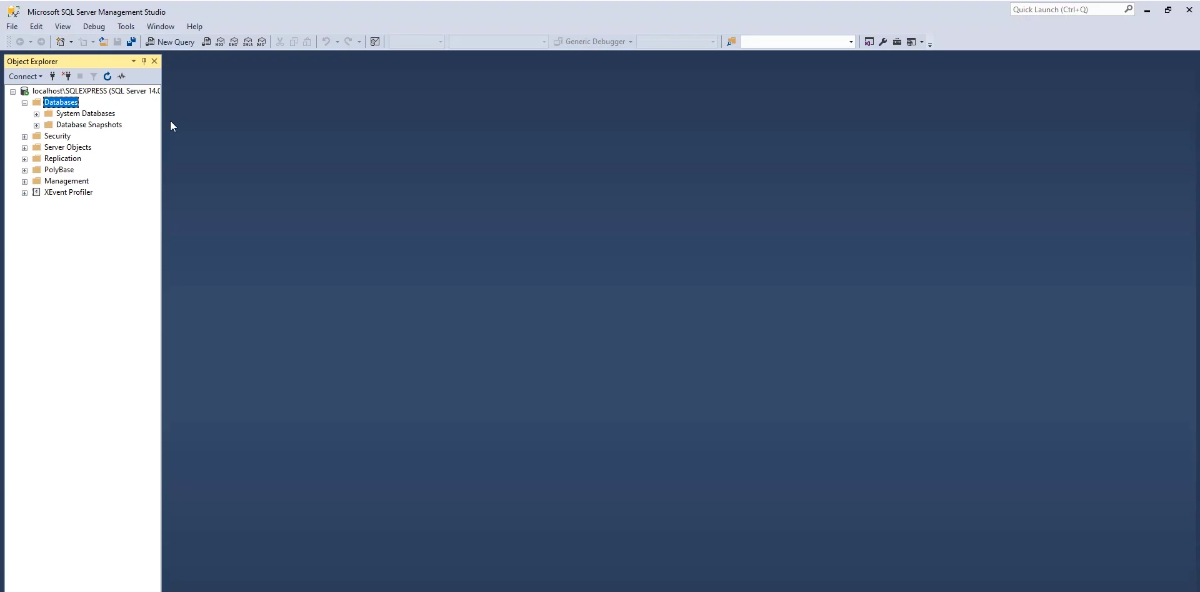 Microsoft SQL Server Management Studio
Quick Launch (Ctrl+Q)
File Edit View Debug Tools Window Help
New Query
Generic Debugger
Object Explorer
Connect
localhost\SQLEXPRESS (SQL Server 14.0
Databases
System Databases
Database Snapshots
Security
Server Objects
Replication
PolyBase
Management
XEvent Profiler